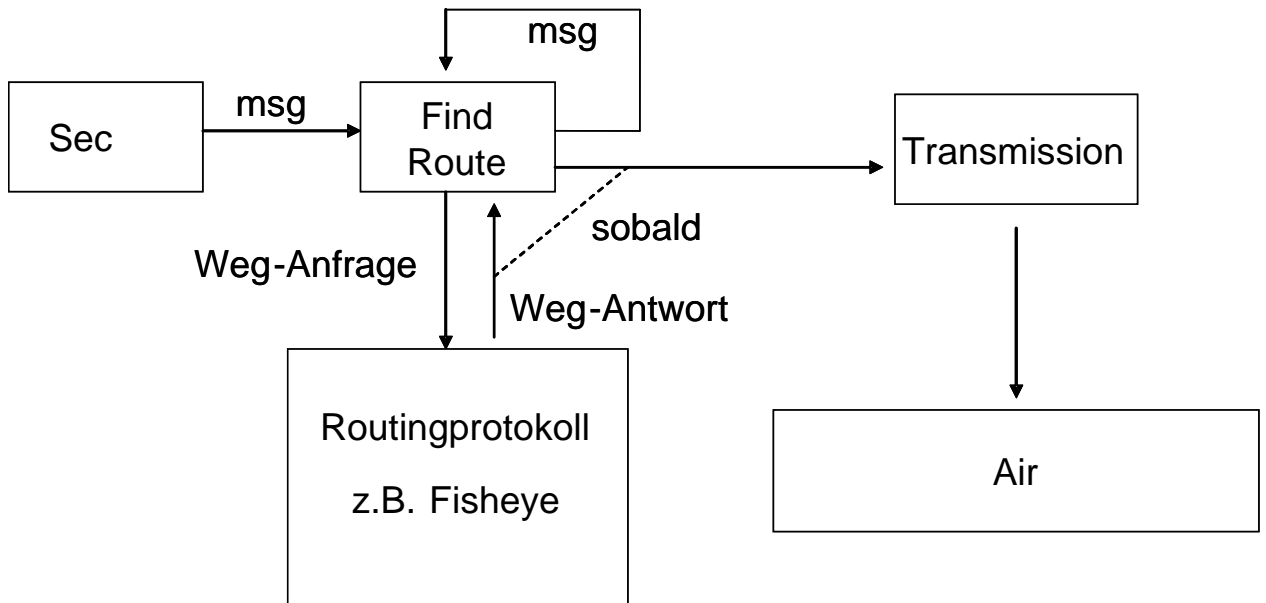 msg
msg
Sec
Find
Route
Transmission
sobald
Weg-Anfrage
Weg-Antwort
Routingprotokoll
z.B. Fisheye
Air